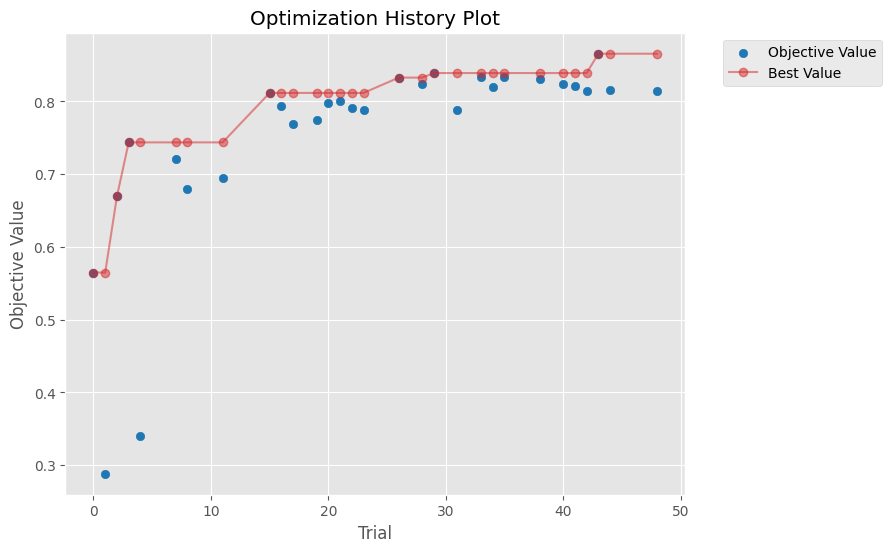 Optimization History Plot
Objective Value
Best Value
0.8
0.7
0.6
0.5
0.4
0.3
Objective Value
0 10 20 30 40 50
Trial